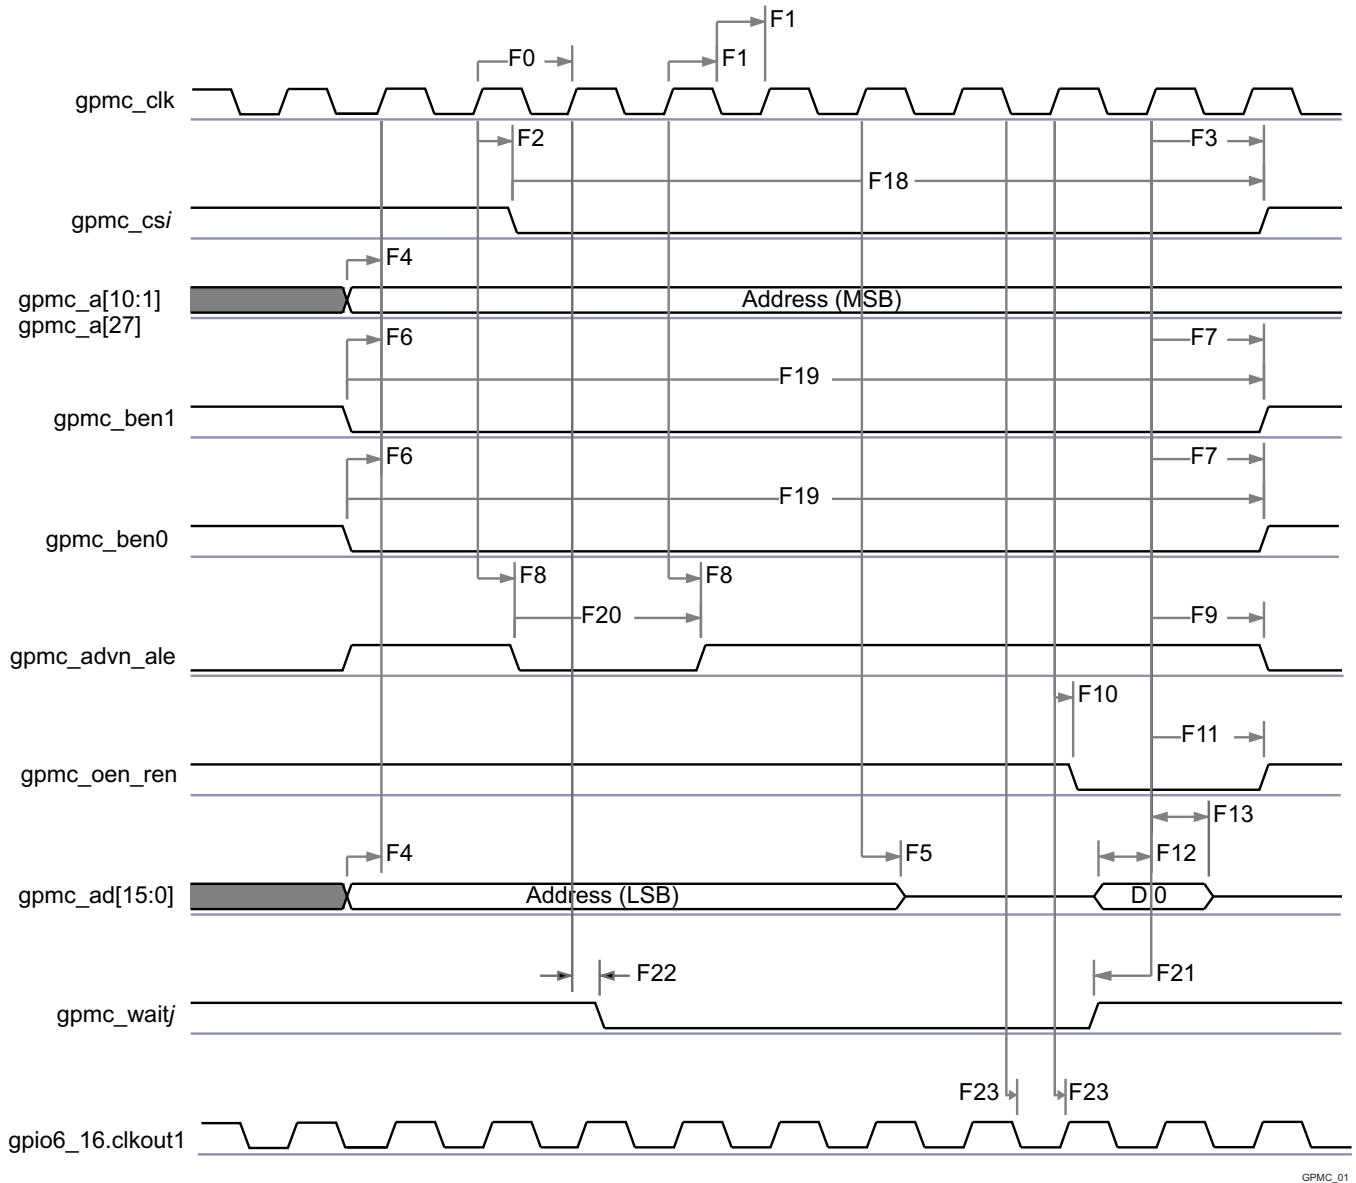 F1
F0
F1
gpmc_clk
F2
F3
F18
gpmc_csi
F4
gpmc_a[10:1]
Address (MSB)
gpmc_a[27]
F6
F7
F19
gpmc_ben1
F6
F7
F19
gpmc_ben0
F8
F8
F20
F9
gpmc_advn_ale
F10
F11
gpmc_oen_ren
F13
F4
F5
F12
gpmc_ad[15:0]
Address (LSB)
D 0
F22
F21
gpmc_waitj
F23
F23
gpio6_16.clkout1
GPMC_01